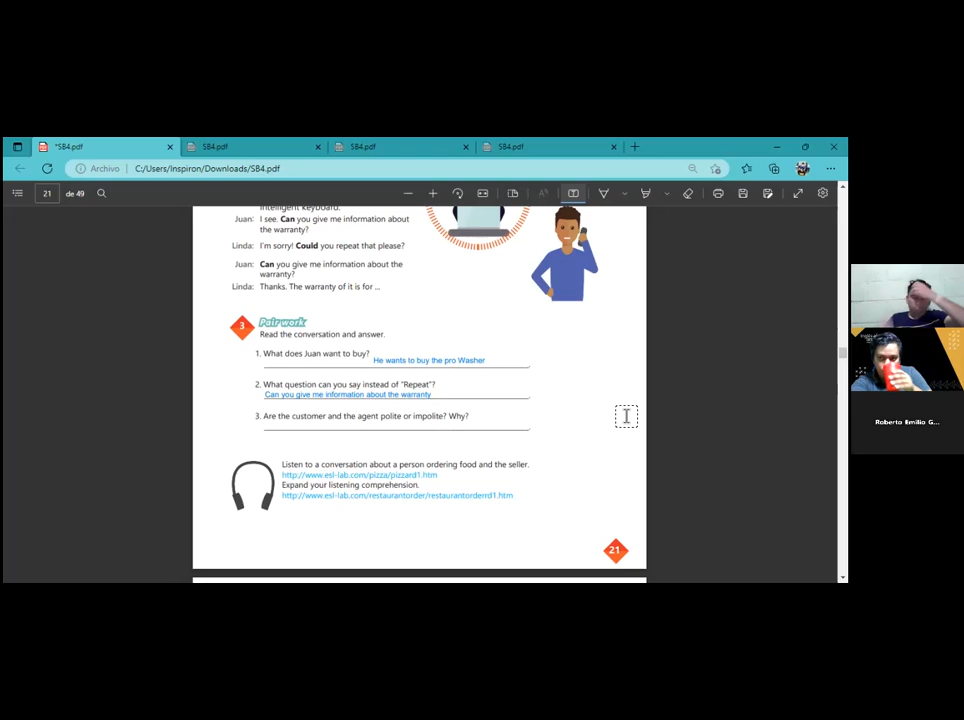 *SB4.pdf
SB4.pdf
SB4.pdf
SB4.pdf
Archivo
C:/Users/Inspiron/Downloads/SB4.pdf
21
de 49
intelligent keyboard.
Juan: I see. Can you give me information about
the warranty?
Linda: I'm sorry! Could you repeat that please?
Juan: Can you give me information about the
warranty?
Linda: Thanks. The warranty of it is for ...
3
Pair work
Read the conversation and answer.
1. What does Juan want to buy?
He wants to buy the pro Washer
2. What question can you say instead of "Repeat"?
Can you give me information about the warranty
3. Are the customer and the agent polite or impolite? Why?
Listen to a conversation about a person ordering food and the seller.
http://www.esl-lab.com/pizza/pizzard1.htm
Expand your listening comprehension.
http://www.esl-lab.com/restaurantorder/restaurantorderrd1.htm
21
Roberto Emilio G...